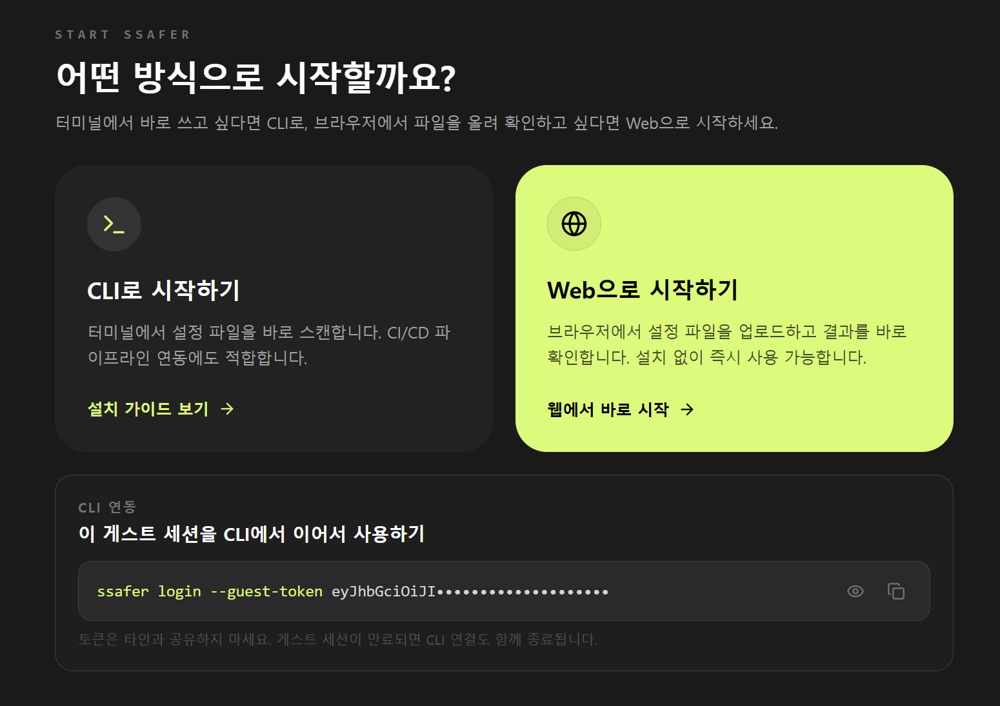 START SSAFER
어떤 방식으로 시작할까요?
터미널에서 바로 쓰고 싶다면 CLI로, 브라우저에서 파일을 올려 확인하고 싶다면 Web으로 시작하세요.
CLI로 시작하기
터미널에서 설정 파일을 바로 스캔합니다. CI/CD 파
이프라인 연동에도 적합합니다.
설치 가이드 보기 →
Web으로 시작하기
브라우저에서 설정 파일을 업로드하고 결과를 바로
확인합니다. 설치 없이 즉시 사용 가능합니다.
웹에서 바로 시작 →
CLI 연동
이 게스트 세션을 CLI에서 이어서 사용하기
ssafer login --guest-token eyJhbGciOiJI••••••••••••••••••••
토큰은 타인과 공유하지 마세요. 게스트 세션이 만료되면 CLI 연결도 함께 종료됩니다.